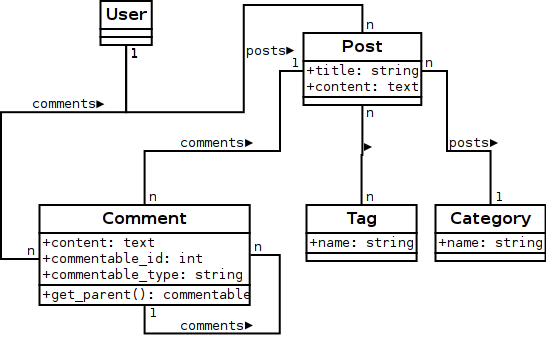 User
1
n
Post
+title: string
+content: text
posts▶
1
n
comments▶
comments▶
posts▶
n
▶
n
n
1
Comment
+content: text
+commentable_id: int
+commentable_type: string
+get_parent(): commentable
n
n
Tag
+name: string
Category
+name: string
1
comments▶